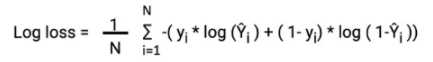 Log loss = 1/N N Σ i=1 -( yᵢ * log (Ŷᵢ ) + ( 1- yᵢ) * log ( 1-Ŷᵢ ))